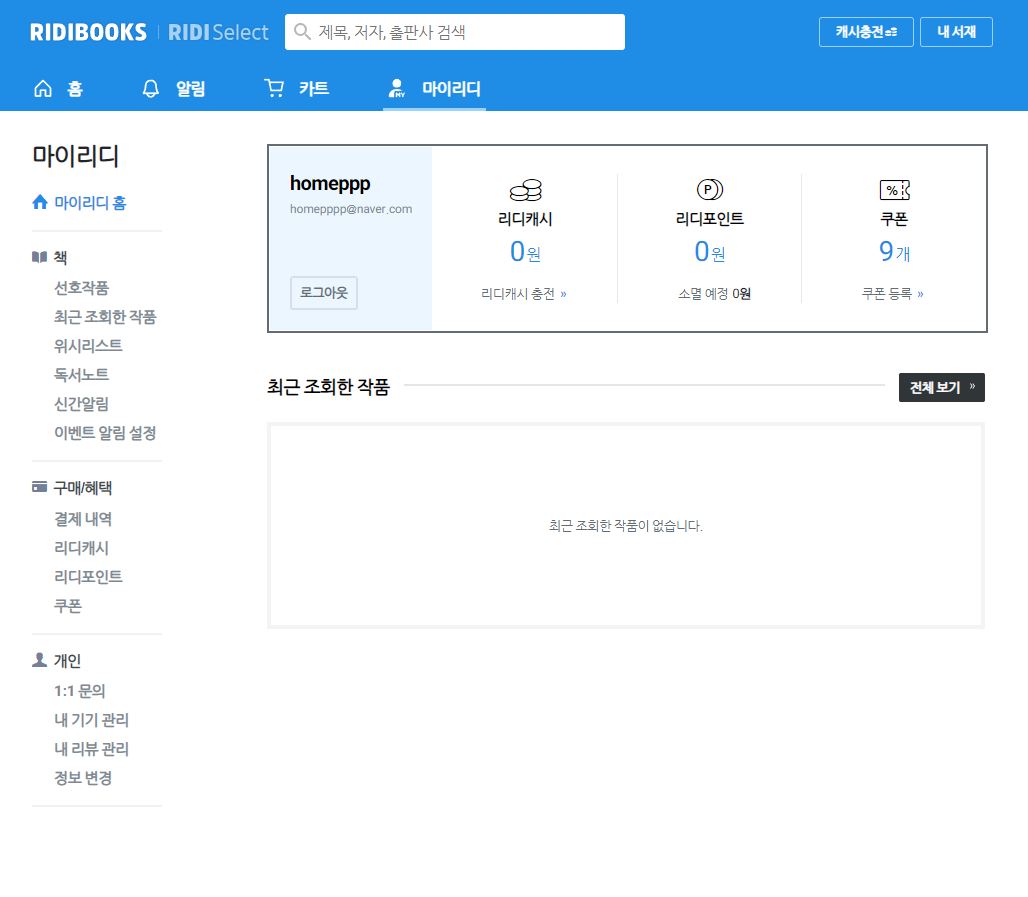 RIDIBOOKS RIDI Select 제목, 저자, 출판사 검색 캐시충전 내 서재
홈 알림 카트 MY 마이리디
마이리디
마이리디 홈
책
선호작품
최근 조회한 작품
위시리스트
독서노트
신간알림
이벤트 알림 설정
구매/혜택
결제 내역
리디캐시
리디포인트
쿠폰
개인
1:1 문의
내 기기 관리
내 리뷰 관리
정보 변경
homeppp
homepppp@naver.com
로그아웃
리디캐시
0원
리디캐시 충전 »
P
리디포인트
0원
소멸 예정 0원
%
쿠폰
9개
쿠폰 등록 »
최근 조회한 작품 전체 보기 »
최근 조회한 작품이 없습니다.